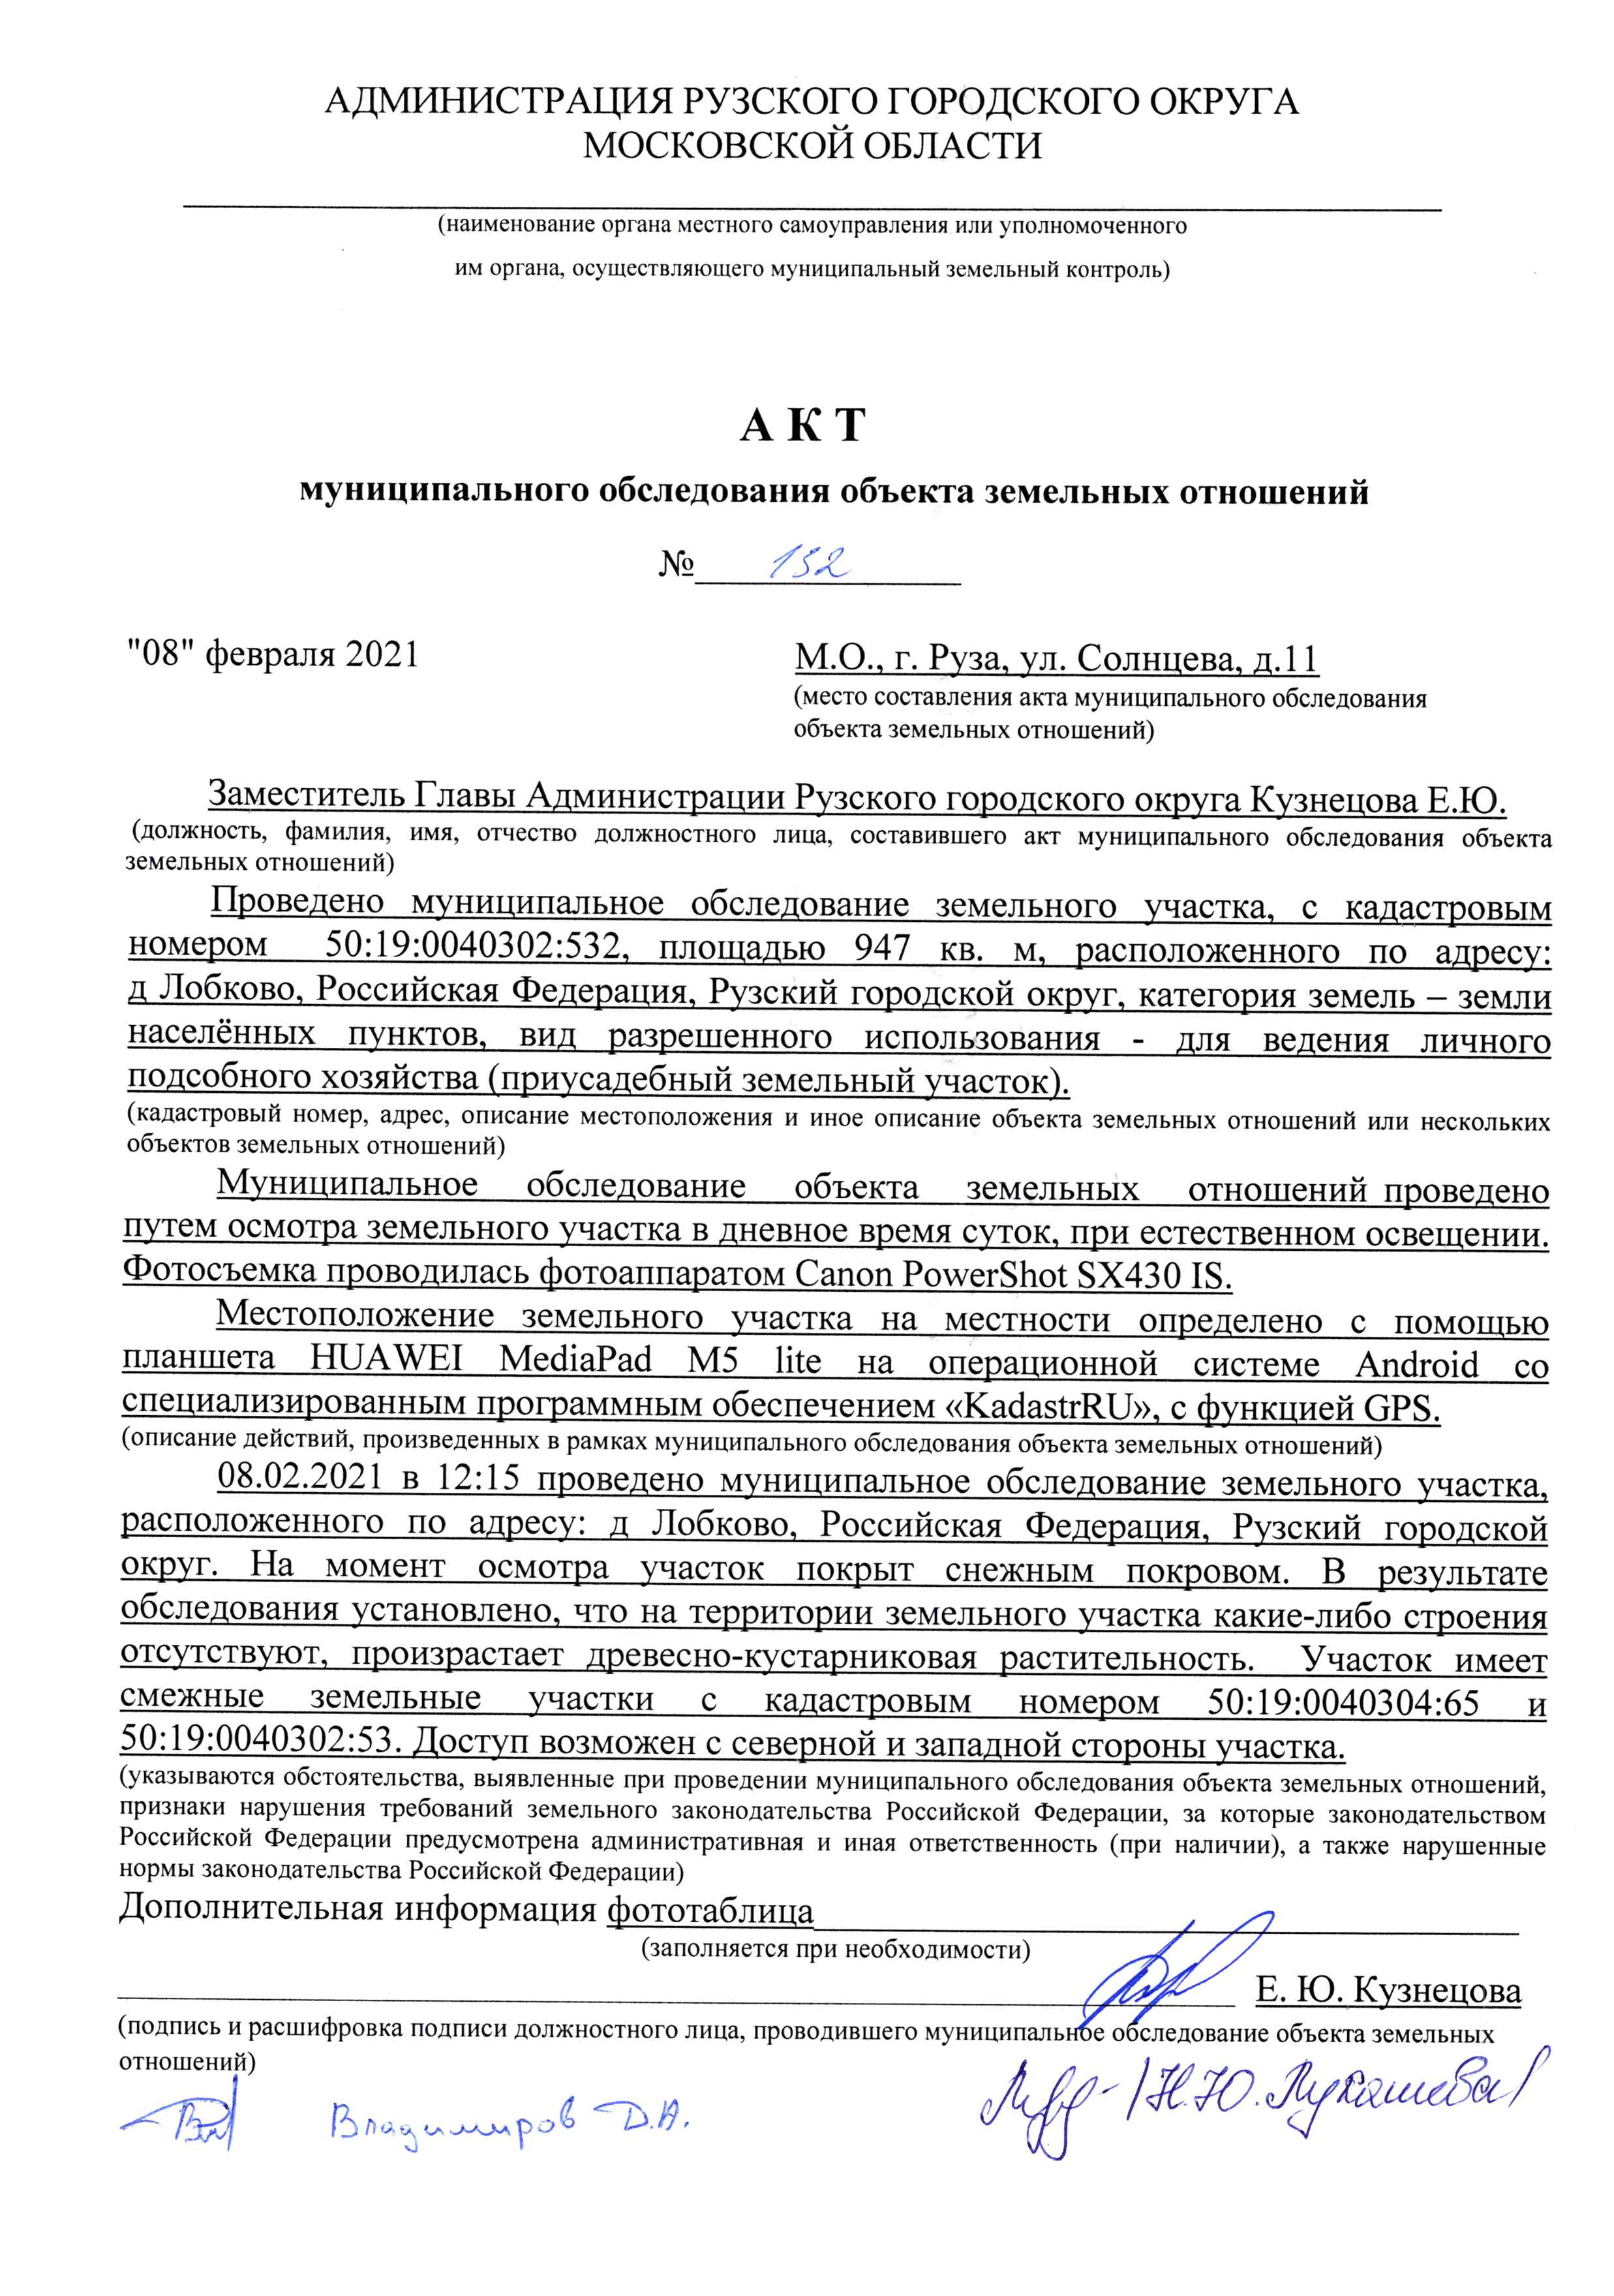 АДМИНИСТРАЦИЯ РУЗСКОГО ГОРОДСКОГО ОКРУГА
МОСКОВСКОЙ ОБЛАСТИ
(наименование органа местного самоуправления или уполномоченного
им органа, осуществляющего муниципальный земельный контроль)
А К Т
муниципального обследования объекта земельных отношений
№ 132
"08" февраля 2021
М.О., г. Руза, ул. Солнцева, д.11
(место составления акта муниципального обследования
объекта земельных отношений)
Заместитель Главы Администрации Рузского городского округа Кузнецова Е.Ю.
(должность, фамилия, имя, отчество должностного лица, составившего акт муниципального обследования объекта
земельных отношений)
Проведено муниципальное обследование земельного участка, с кадастровым
номером 50:19:0040302:532, площадью 947 кв. м, расположенного по адресу:
д Лобково, Российская Федерация, Рузский городской округ, категория земель – земли
населённых пунктов, вид разрешенного использования - для ведения личного
подсобного хозяйства (приусадебный земельный участок).
(кадастровый номер, адрес, описание местоположения и иное описание объекта земельных отношений или нескольких
объектов земельных отношений)
Муниципальное обследование объекта земельных отношений проведено
путем осмотра земельного участка в дневное время суток, при естественном освещении.
Фотосъемка проводилась фотоаппаратом Canon PowerShot SX430 IS.
Местоположение земельного участка на местности определено с помощью
планшета HUAWEI MediaPad M5 lite на операционной системе Android со
специализированным программным обеспечением «KadastrRU», с функцией GPS.
(описание действий, произведенных в рамках муниципального обследования объекта земельных отношений)
08.02.2021 в 12:15 проведено муниципальное обследование земельного участка,
расположенного по адресу: д Лобково, Российская Федерация, Рузский городской
округ. На момент осмотра участок покрыт снежным покровом. В результате
обследования установлено, что на территории земельного участка какие-либо строения
отсутствуют, произрастает древесно-кустарниковая растительность. Участок имеет
смежные земельные участки с кадастровым номером 50:19:0040304:65 и
50:19:0040302:53. Доступ возможен с северной и западной стороны участка.
(указываются обстоятельства, выявленные при проведении муниципального обследования объекта земельных отношений,
признаки нарушения требований земельного законодательства Российской Федерации, за которые законодательством
Российской Федерации предусмотрена административная и иная ответственность (при наличии), а также нарушенные
нормы законодательства Российской Федерации)
Дополнительная информация фототаблица
(заполняется при необходимости)
Е. Ю. Кузнецова
(подпись и расшифровка подписи должностного лица, проводившего муниципальное обследование объекта земельных
отношений)
Владимиров Д.А.
/Н.Ю. Лукашева/